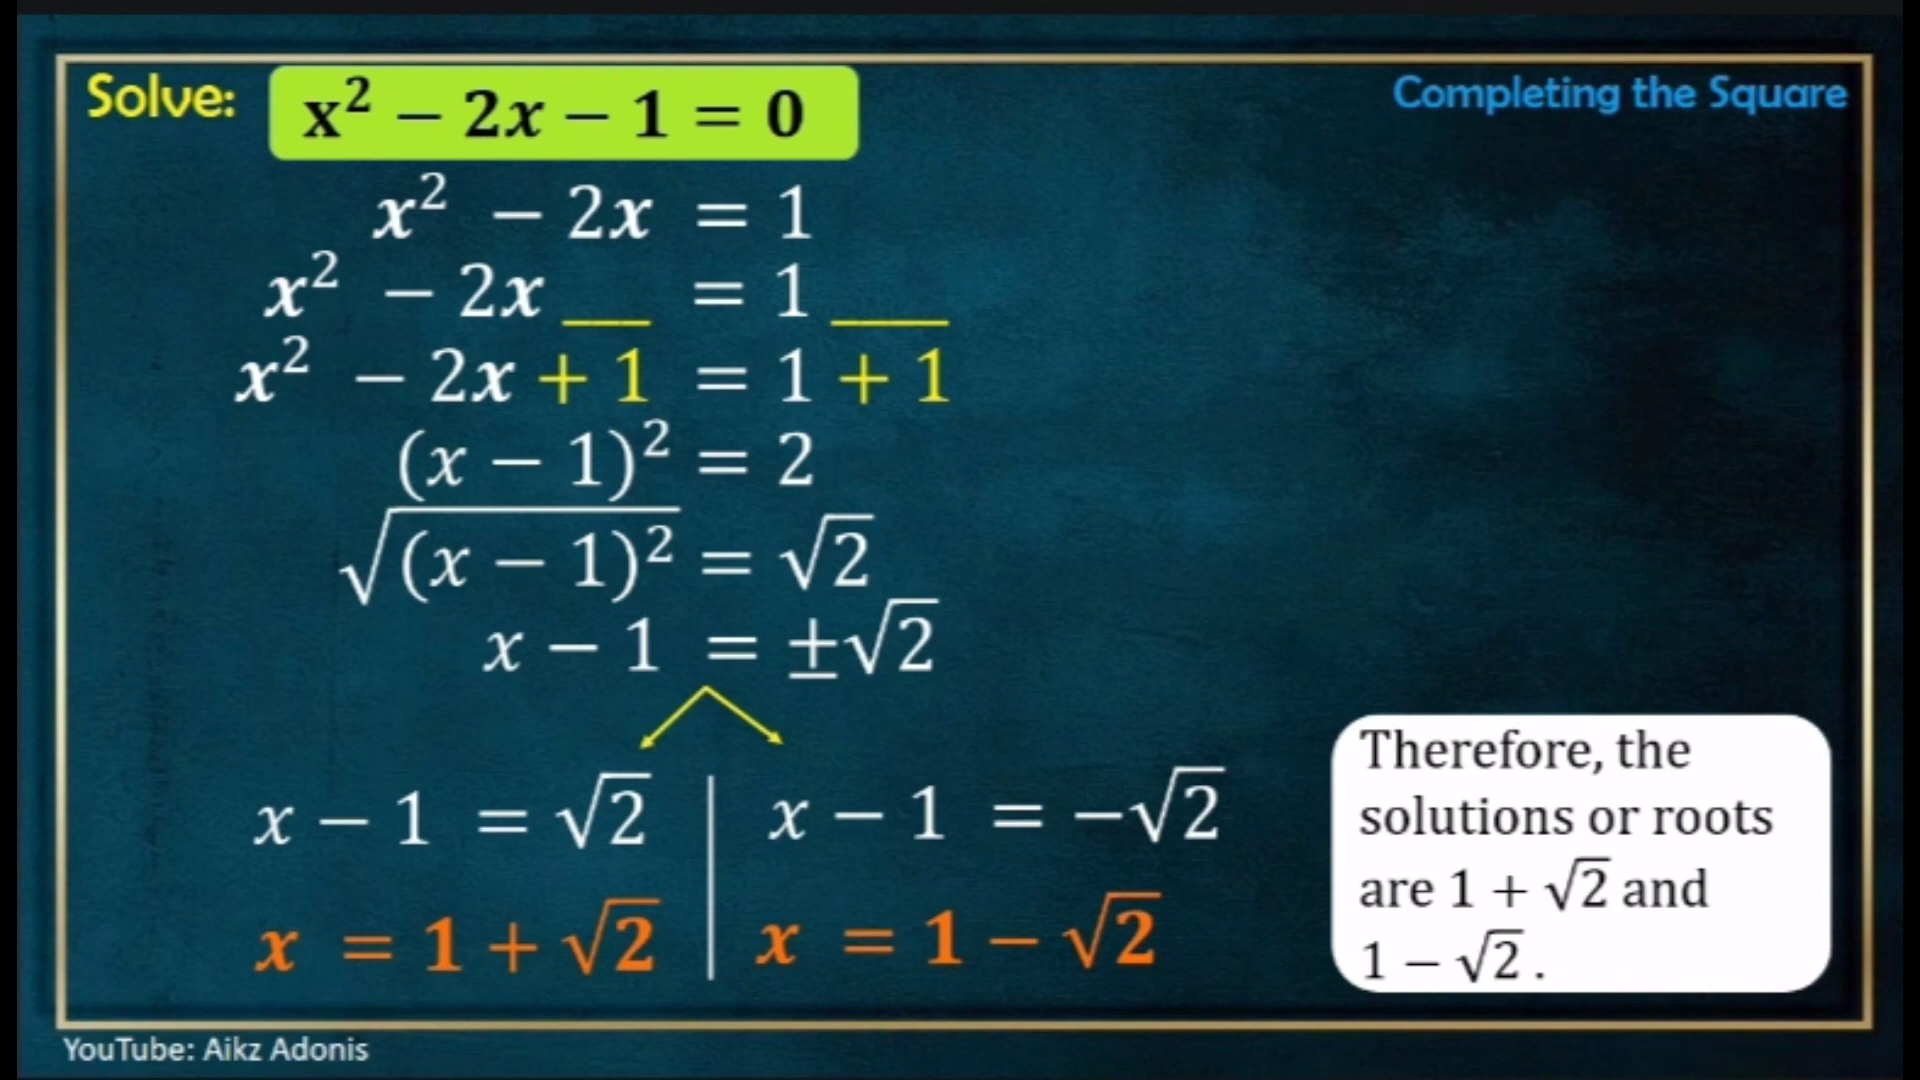 Solve: x² − 2x − 1 = 0
Completing the Square
x² − 2x = 1
x² − 2x ___ = 1 ____
x² − 2x + 1 = 1 + 1
(x − 1)² = 2
√(x − 1)² = √2
x − 1 = ±√2
x − 1 = √2 | x − 1 = −√2
x = 1 + √2 | x = 1 − √2
Therefore, the
solutions or roots
are 1 + √2 and
1 − √2 .
YouTube: Aikz Adonis